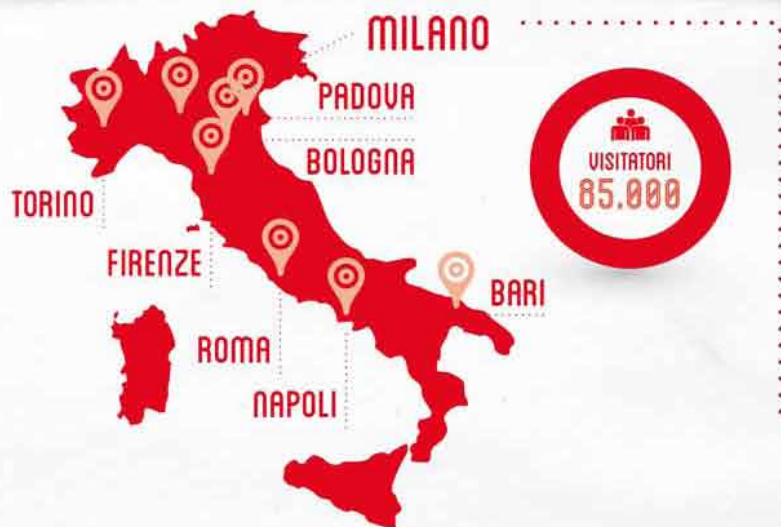 MILANO
PADOVA
BOLOGNA
TORINO
FIRENZE
ROMA
NAPOLI
BARI
VISITATORI
85.000